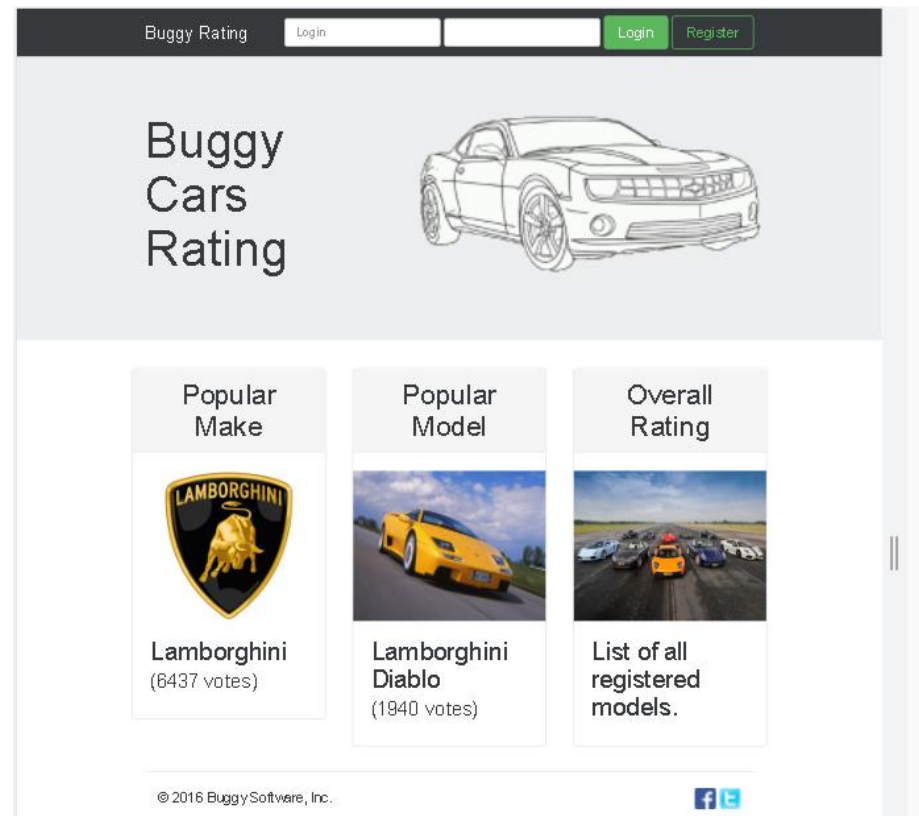 Buggy Rating Login Login Register
Buggy
Cars
Rating
Popular
Make
LAMBORGHINI
Lamborghini
(6437 votes)
Popular
Model
Lamborghini
Diablo
(1940 votes)
Overall
Rating
List of all
registered
models.
© 2016 Buggy Software, Inc.